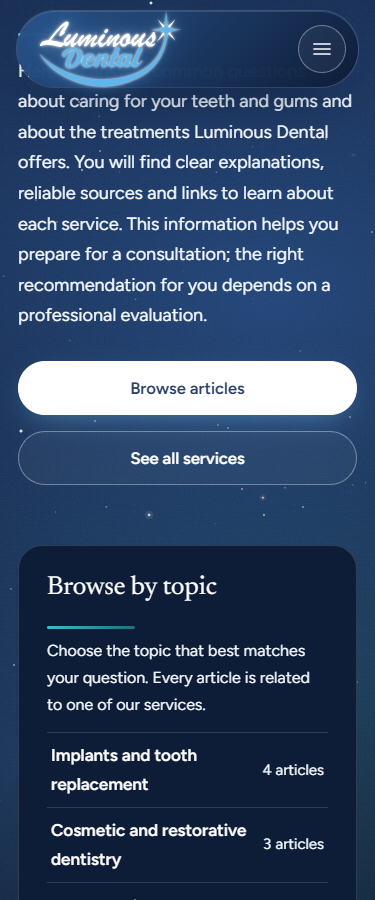 Luminous
Dental
common questions
about caring for your teeth and gums and
about the treatments Luminous Dental
offers. You will find clear explanations,
reliable sources and links to learn about
each service. This information helps you
prepare for a consultation; the right
recommendation for you depends on a
professional evaluation.
Browse articles
See all services
Browse by topic
Choose the topic that best matches
your question. Every article is related
to one of our services.
Implants and tooth
replacement
4 articles
Cosmetic and restorative
dentistry
3 articles